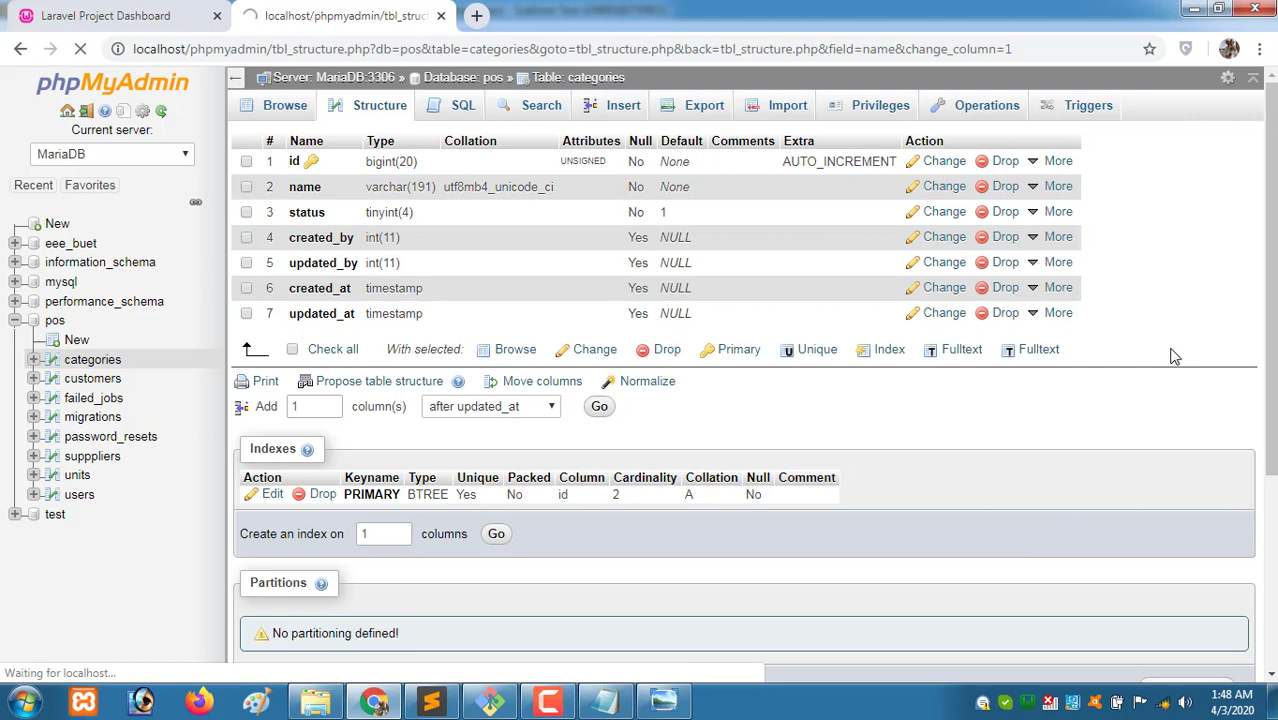 Laravel Project Dashboard
localhost/phpmyadmin/tbl_struct
localhost/phpmyadmin/tbl_structure.php?db=pos&table=categories&goto=tbl_structure.php&back=tbl_structure.php&field=name&change_column=1
phpMyAdmin
Current server:
MariaDB
Recent Favorites
New
eee_buet
information_schema
mysql
performance_schema
pos
New
categories
customers
failed_jobs
migrations
password_resets
supppliers
units
users
test
Server: MariaDB:3306 » Database: pos » Table: categories
Browse Structure SQL Search Insert Export Import Privileges Operations Triggers
# Name Type Collation Attributes Null Default Comments Extra Action
1 id bigint(20) UNSIGNED No None AUTO_INCREMENT Change Drop More
2 name varchar(191) utf8mb4_unicode_ci No None Change Drop More
3 status tinyint(4) No 1 Change Drop More
4 created_by int(11) Yes NULL Change Drop More
5 updated_by int(11) Yes NULL Change Drop More
6 created_at timestamp Yes NULL Change Drop More
7 updated_at timestamp Yes NULL Change Drop More
Check all With selected: Browse Change Drop Primary Unique Index Fulltext Fulltext
Print Propose table structure Move columns Normalize
Add 1 column(s) after updated_at Go
Indexes
Action Keyname Type Unique Packed Column Cardinality Collation Null Comment
Edit Drop PRIMARY BTREE Yes No id 2 A No
Create an index on 1 columns Go
Partitions
No partitioning defined!
Waiting for localhost...
1:48 AM
4/3/2020